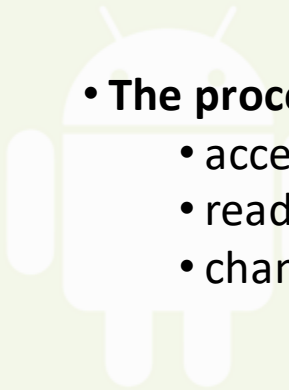 • The proc
• acce
• read
• char